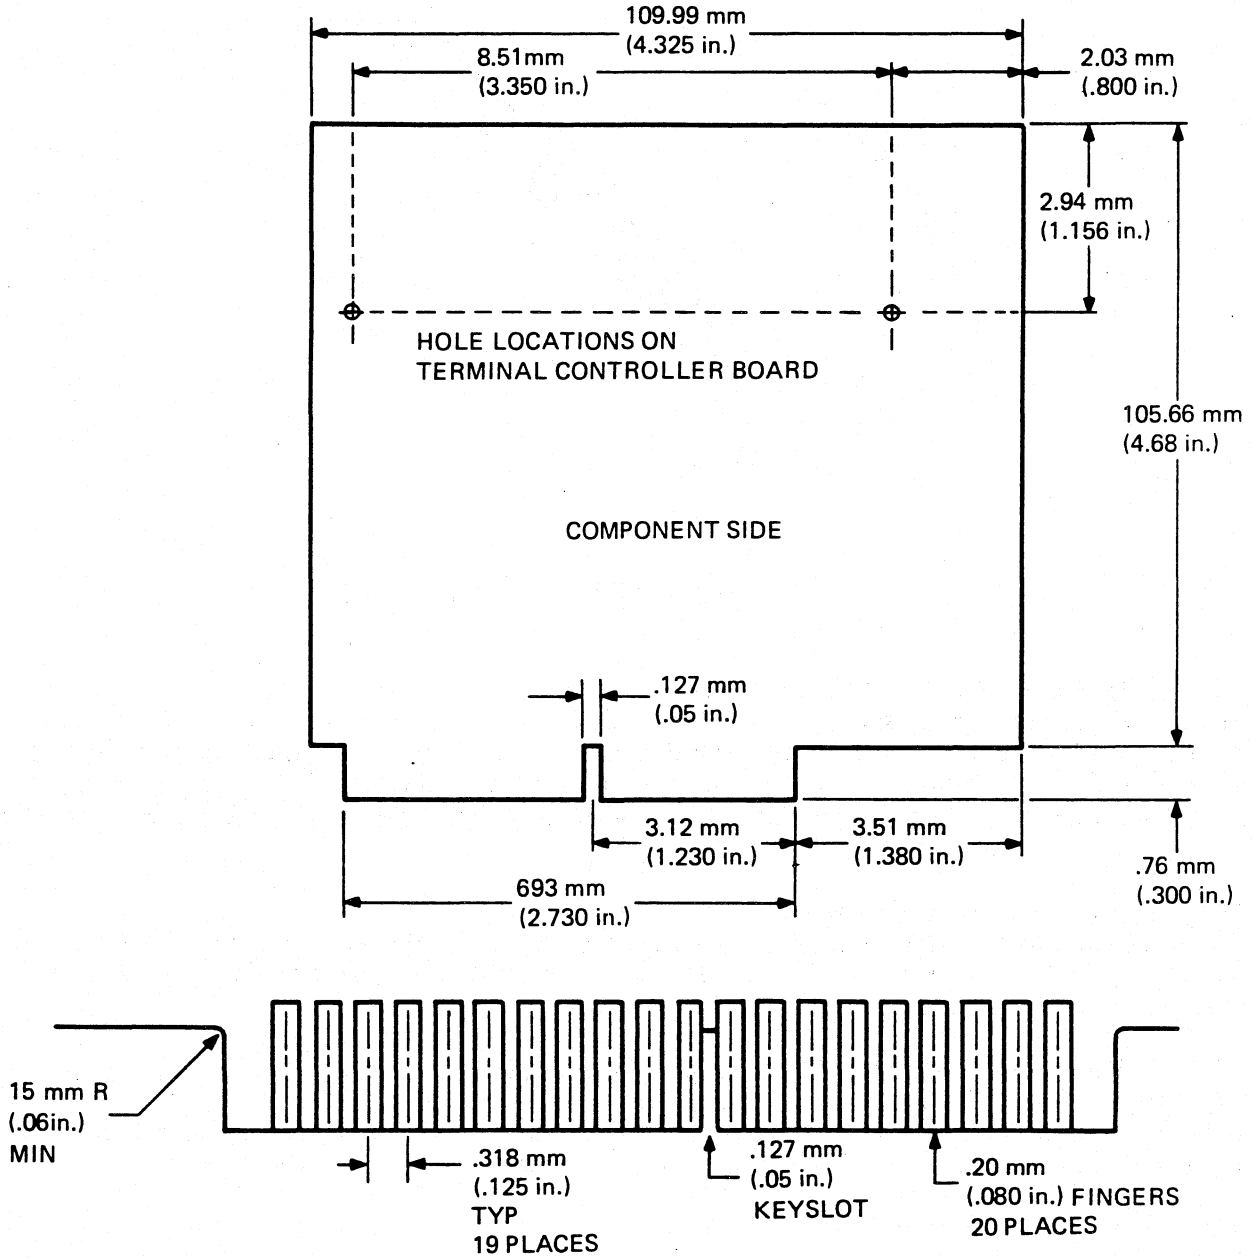 109.99 mm
(4.325 in.)
8.51mm
(3.350 in.)
2.03 mm
(.800 in.)
2.94 mm
(1.156 in.)
HOLE LOCATIONS ON
TERMINAL CONTROLLER BOARD
105.66 mm
(4.68 in.)
COMPONENT SIDE
.127 mm
(.05 in.)
3.12 mm
(1.230 in.)
3.51 mm
(1.380 in.)
.76 mm
(.300 in.)
693 mm
(2.730 in.)
15 mm R
(.06in.)
MIN
.318 mm
(.125 in.)
TYP
19 PLACES
.127 mm
(.05 in.)
KEYSLOT
.20 mm
(.080 in.) FINGERS
20 PLACES